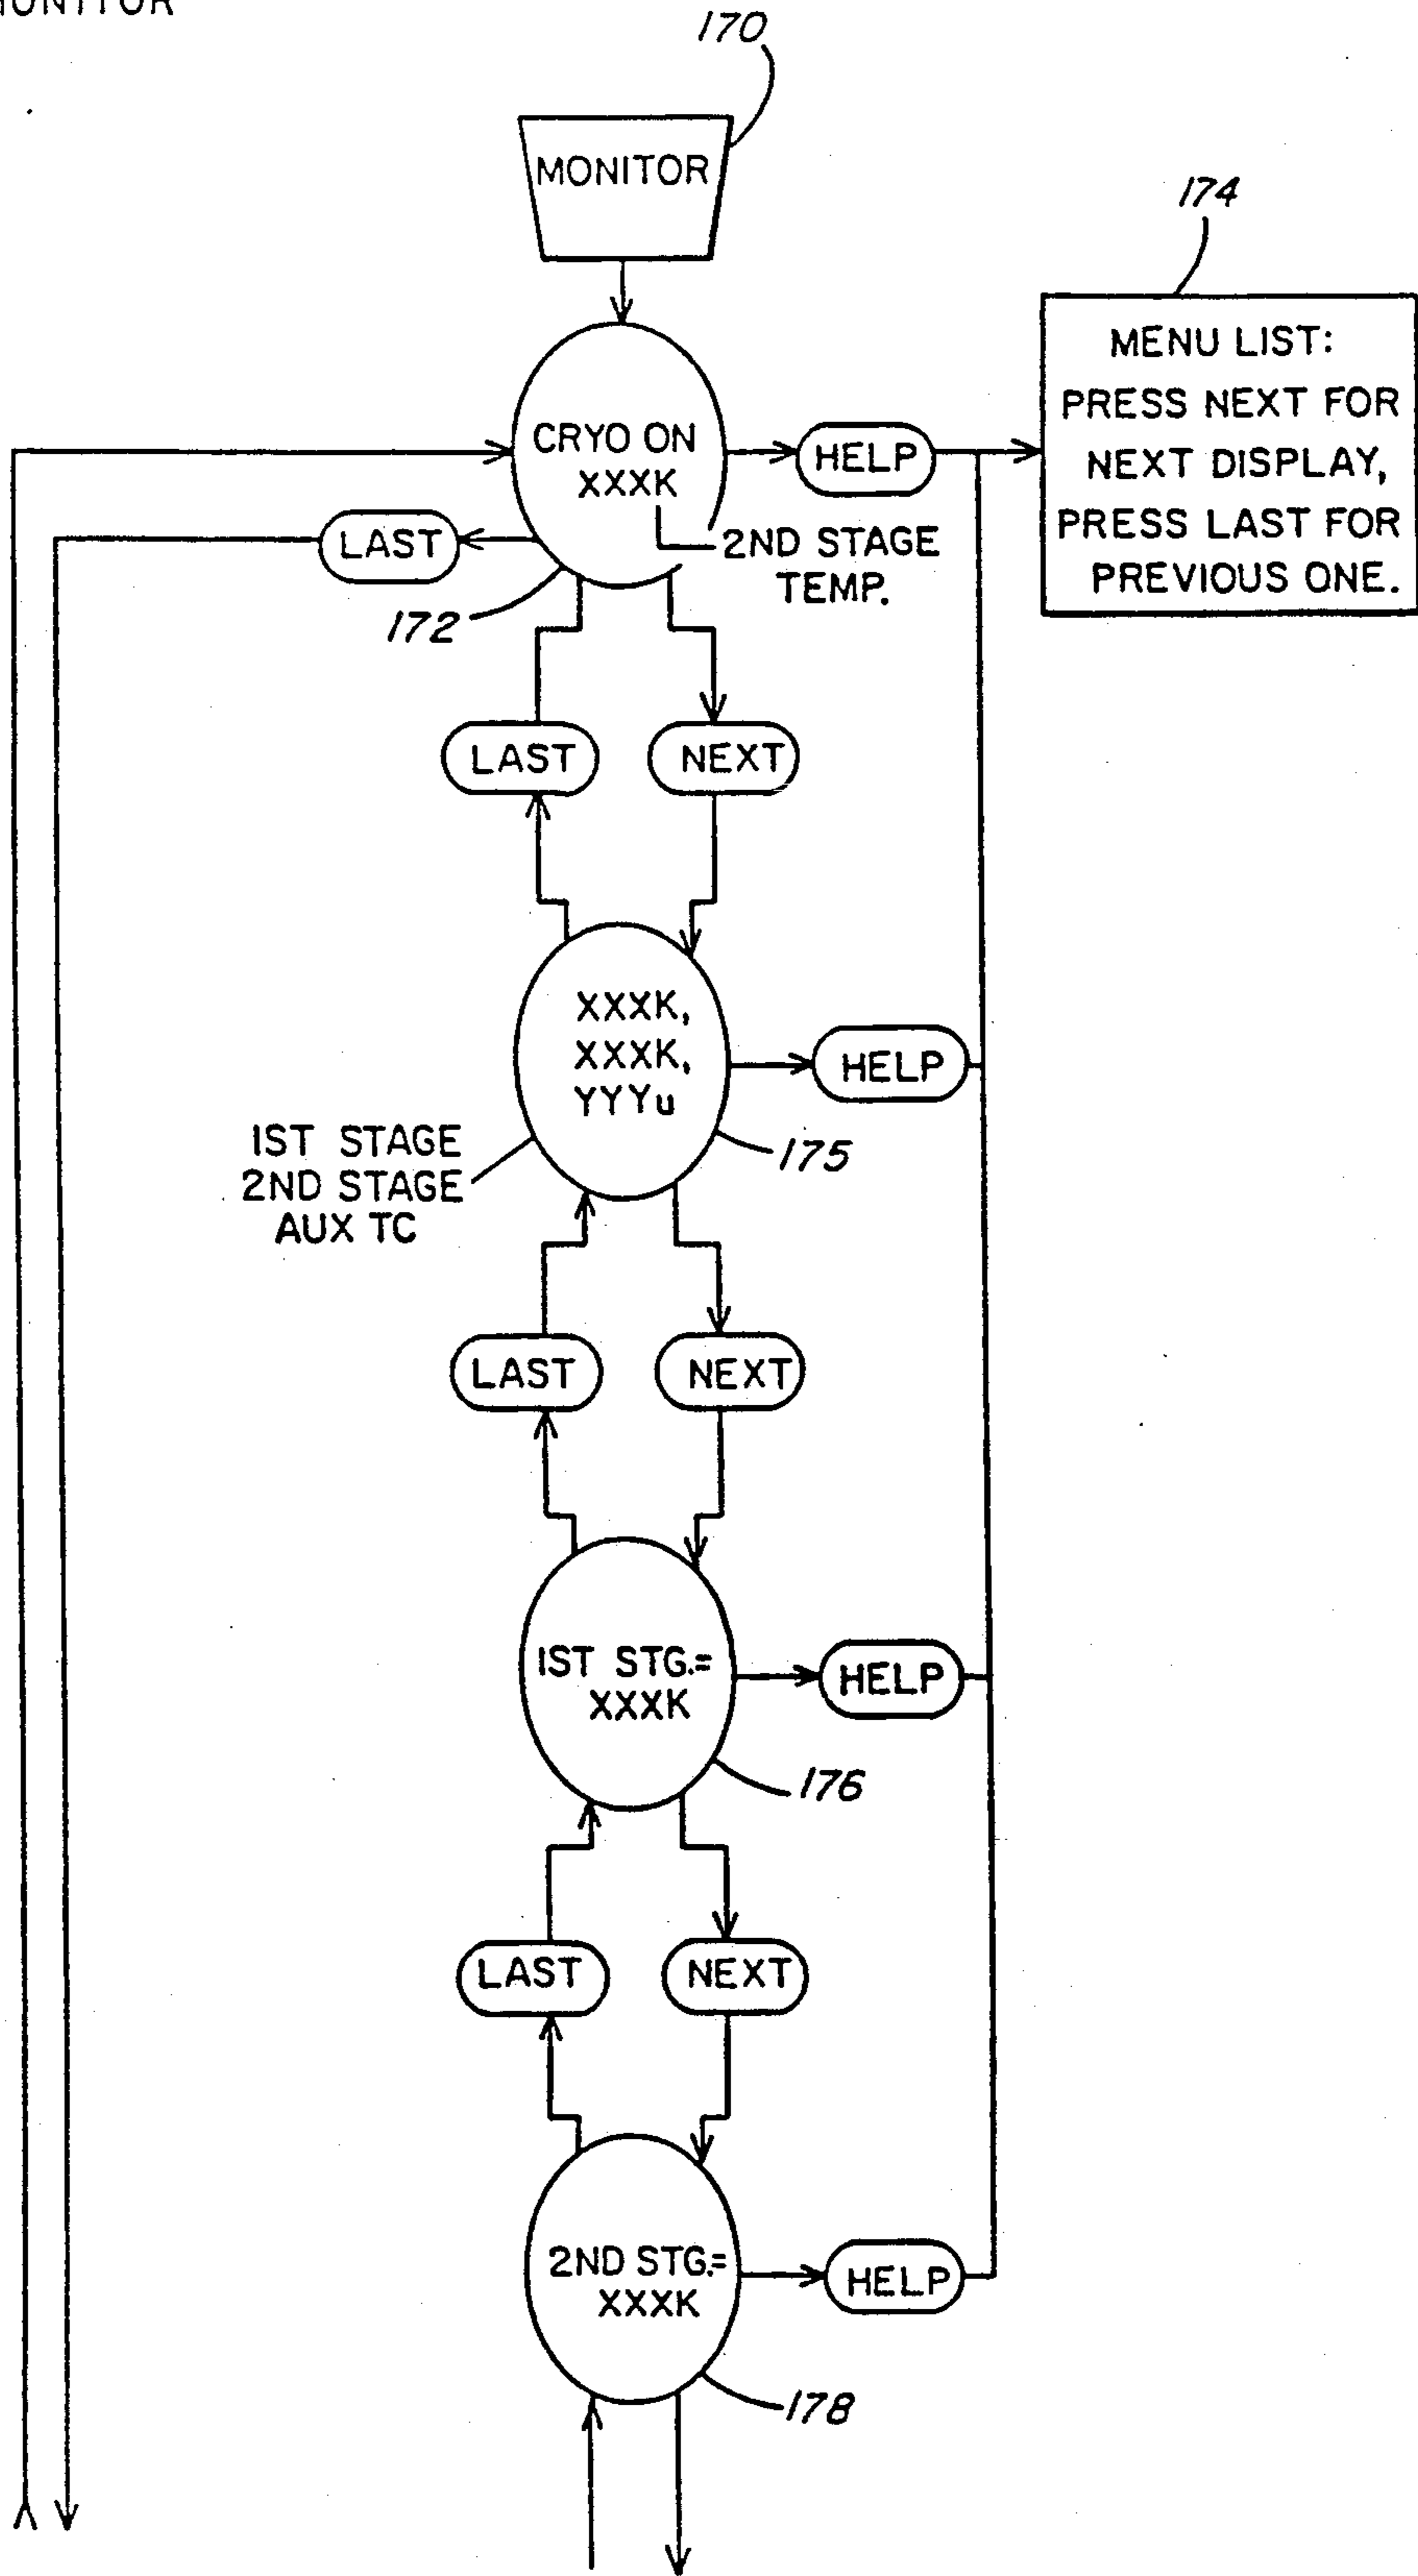 MONITOR
170
MONITOR
174
MENU LIST:
PRESS NEXT FOR
NEXT DISPLAY,
PRESS LAST FOR
PREVIOUS ONE.
CRYO ON
XXXK
HELP
LAST
2ND STAGE
TEMP.
172
LAST
NEXT
XXXK,
XXXK,
YYYu
HELP
1ST STAGE
2ND STAGE
AUX TC
175
LAST
NEXT
1ST STG.=
XXXK
HELP
176
LAST
NEXT
2ND STG.=
XXXK
HELP
178